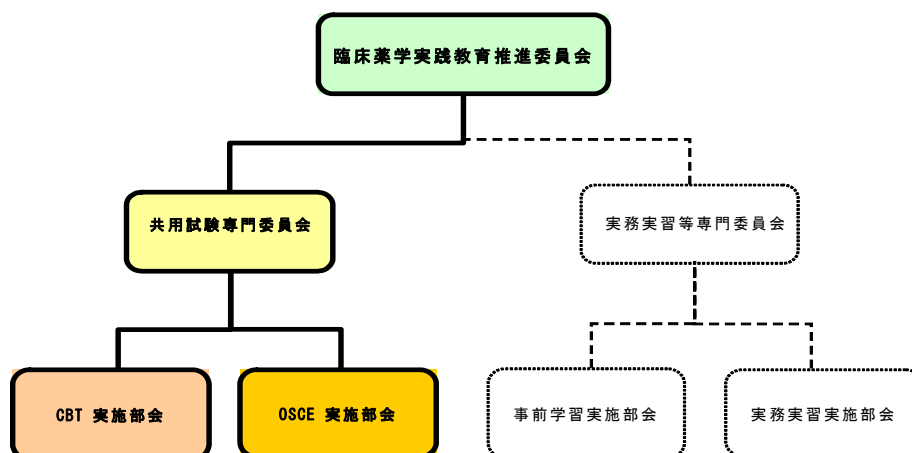 臨床薬学実践教育推進委員会
共用試験専門委員会
実務実習等専門委員会
CBT 実施部会
OSCE 実施部会
事前学習実施部会
実務実習実施部会